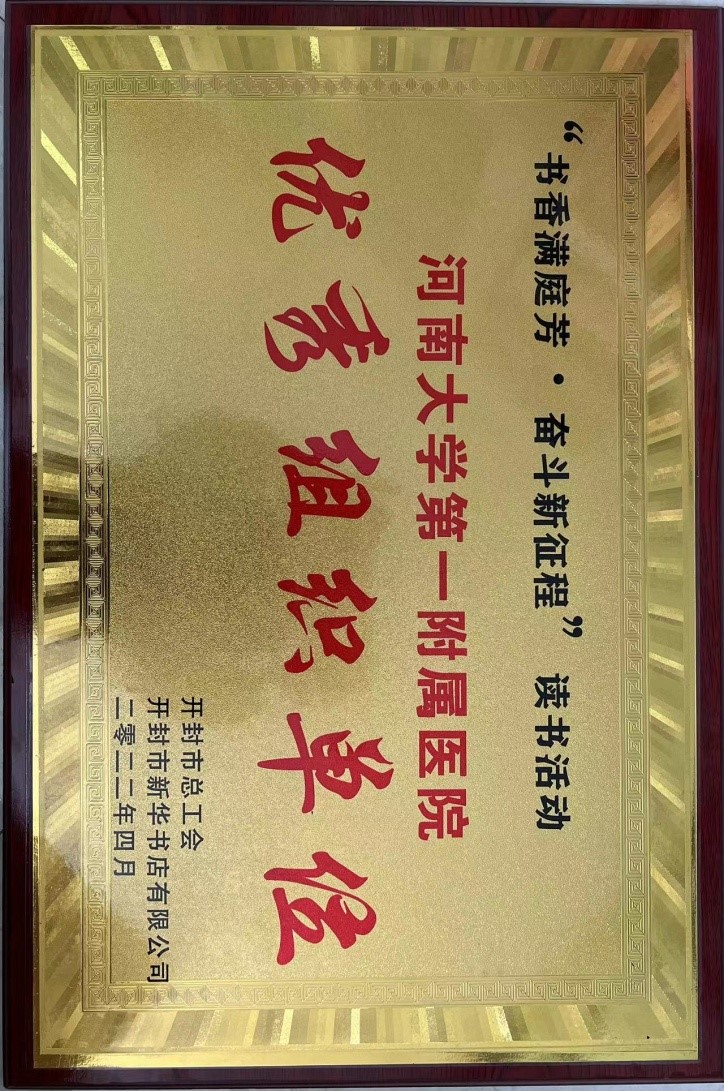 “书香满庭芳·奋斗新征程”读书活动
河南大学第一附属医院
优秀组织单位
开封市总工会
开封市新华书店有限公司
二零二二年四月